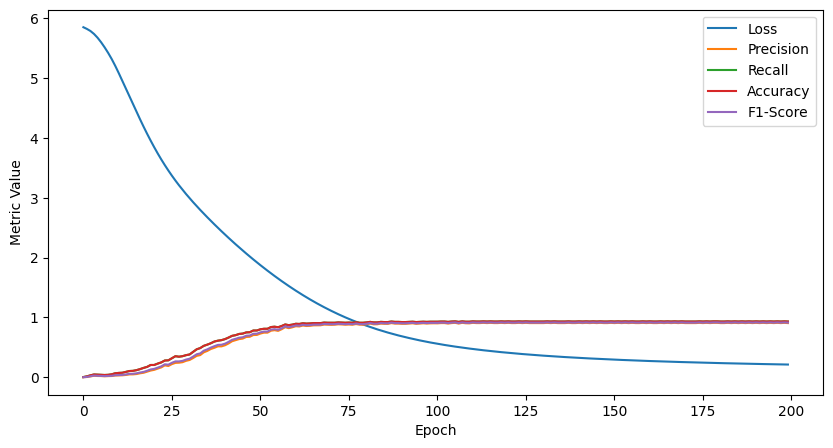 Loss
Precision
Recall
Accuracy
F1-Score
Metric Value
6
5
4
3
2
1
0
0 25 50 75 100 125 150 175 200
Epoch